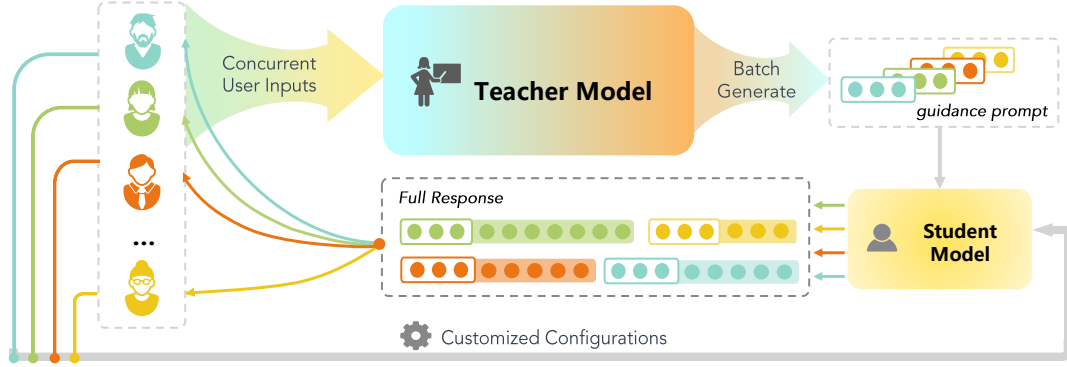 Concurrent
User Inputs
Teacher Model
Batch
Generate
guidance prompt
Full Response
Student
Model
...
Customized Configurations